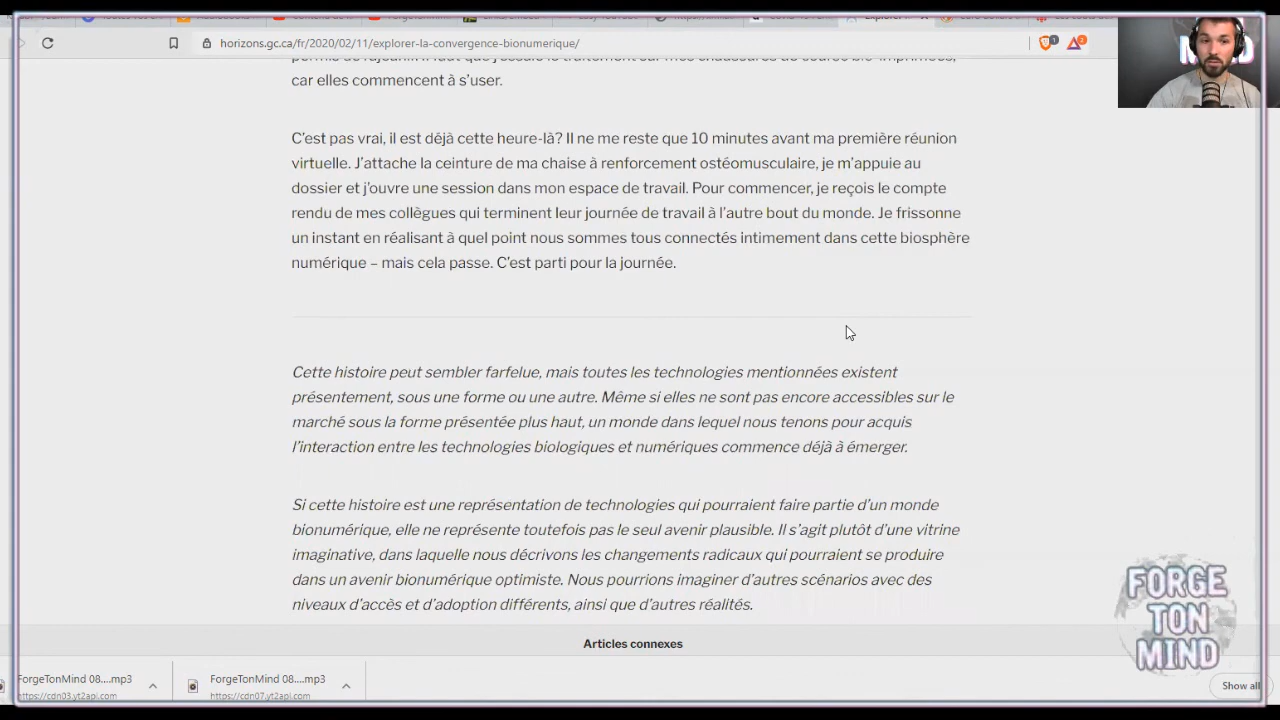 horizons.gc.ca/fr/2020/02/11/explorer-la-convergence-bionumerique/
car elles commencent à s’user.
C’est pas vrai, il est déjà cette heure-là? Il ne me reste que 10 minutes avant ma première réunion
virtuelle. J’attache la ceinture de ma chaise à renforcement ostéomusculaire, je m’appuie au
dossier et j’ouvre une session dans mon espace de travail. Pour commencer, je reçois le compte
rendu de mes collègues qui terminent leur journée de travail à l’autre bout du monde. Je frissonne
un instant en réalisant à quel point nous sommes tous connectés intimement dans cette biosphère
numérique – mais cela passe. C’est parti pour la journée.
Cette histoire peut sembler farfelue, mais toutes les technologies mentionnées existent
présentement, sous une forme ou une autre. Même si elles ne sont pas encore accessibles sur le
marché sous la forme présentée plus haut, un monde dans lequel nous tenons pour acquis
l’interaction entre les technologies biologiques et numériques commence déjà à émerger.
Si cette histoire est une représentation de technologies qui pourraient faire partie d’un monde
bionumérique, elle ne représente toutefois pas le seul avenir plausible. Il s’agit plutôt d’une vitrine
imaginative, dans laquelle nous décrivons les changements radicaux qui pourraient se produire
dans un avenir bionumérique optimiste. Nous pourrions imaginer d’autres scénarios avec des
niveaux d’accès et d’adoption différents, ainsi que d’autres réalités.
FORGE
TON
MIND
Articles connexes
ForgeTonMind 08....mp3
https://cdn03.yt2api.com
ForgeTonMind 08....mp3
https://cdn07.yt2api.com
Show all